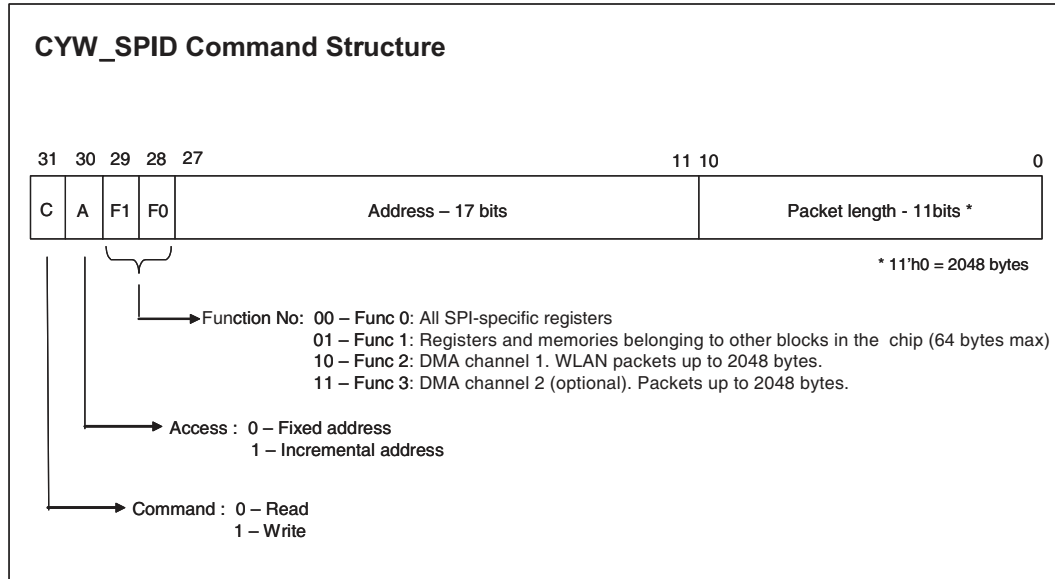 CYW_SPID Command Structure
31 30 29 28 27 11 10 0
C A F1 F0 Address – 17 bits Packet length - 11bits *
* 11'h0 = 2048 bytes
Function No: 00 – Func 0: All SPI-specific registers
01 – Func 1: Registers and memories belonging to other blocks in the chip (64 bytes max)
10 – Func 2: DMA channel 1. WLAN packets up to 2048 bytes.
11 – Func 3: DMA channel 2 (optional). Packets up to 2048 bytes.
Access : 0 – Fixed address
1 – Incremental address
Command : 0 – Read
1 – Write